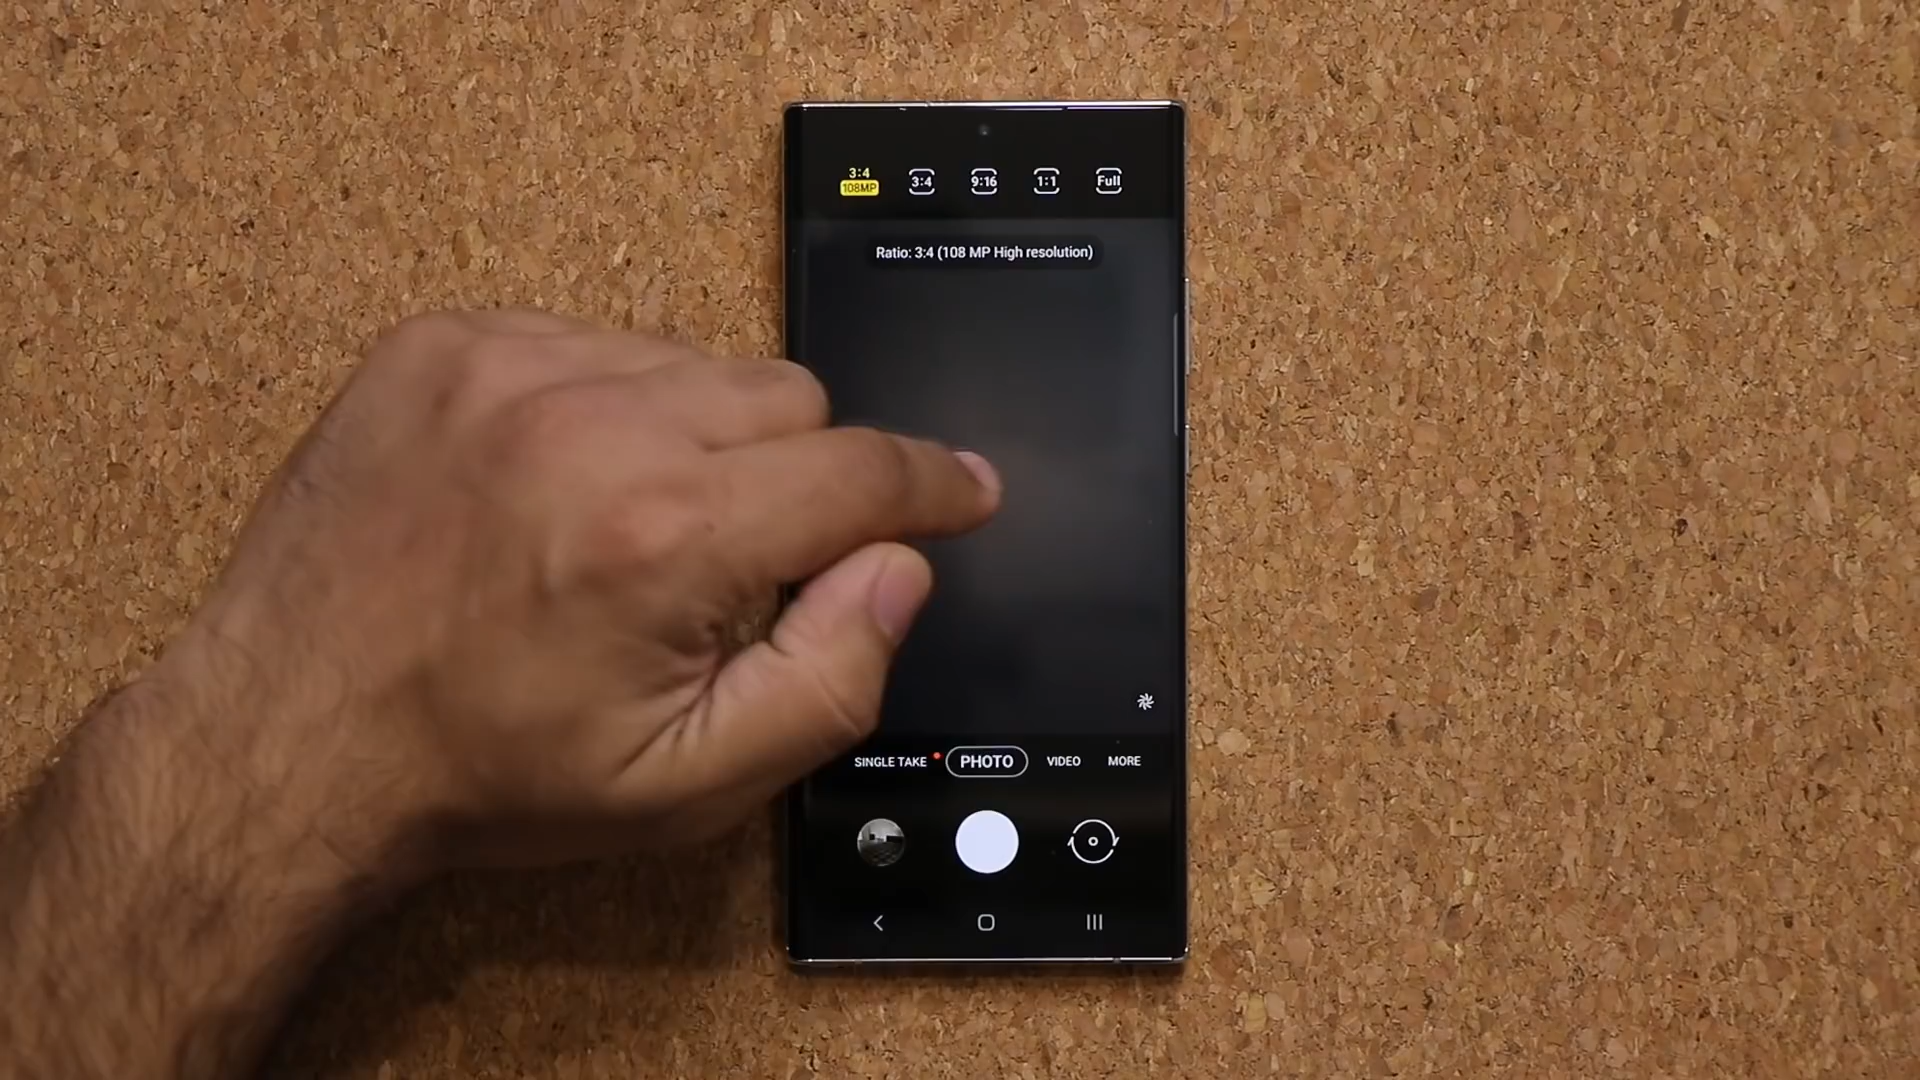 3:4
108MP
3:4
9:16
1:1
Full
Ratio: 3:4 (108 MP High resolution)
SINGLE TAKE
PHOTO
VIDEO
MORE